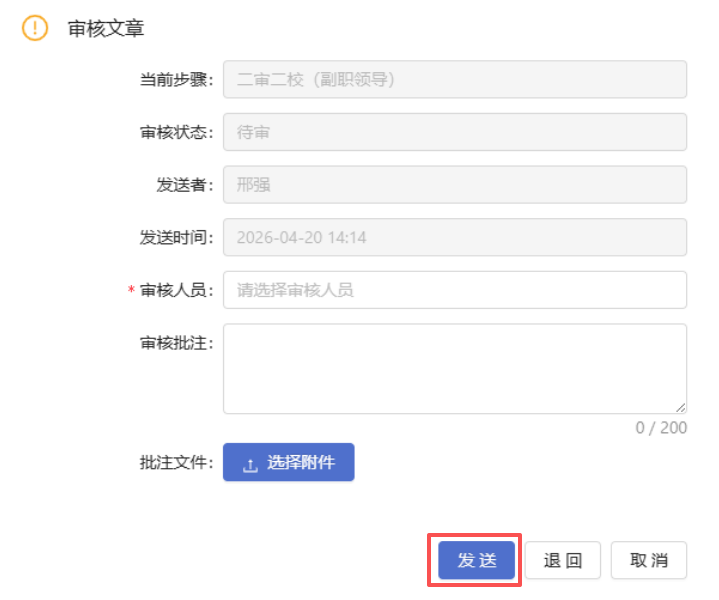 审核文章
当前步骤: 二审二校（副职领导）
审核状态: 待审
发送者: 邢强
发送时间: 2026-04-20 14:14
* 审核人员: 请选择审核人员
审核批注:
0 / 200
批注文件: 选择附件
发 送 退 回 取 消